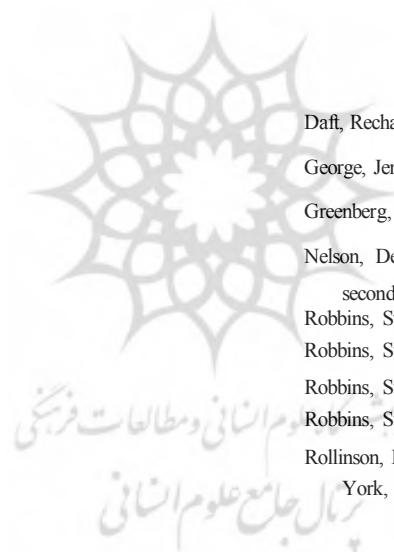 Daft, Recha
George, Jer
Greenberg,
Nelson, De
second
Robbins, S
Robbins, S
Robbins, S
Robbins, S
Rollinson,
York,
علوم انسانی و مطالعات فرهنگی
پرتال جامع علوم انسانی